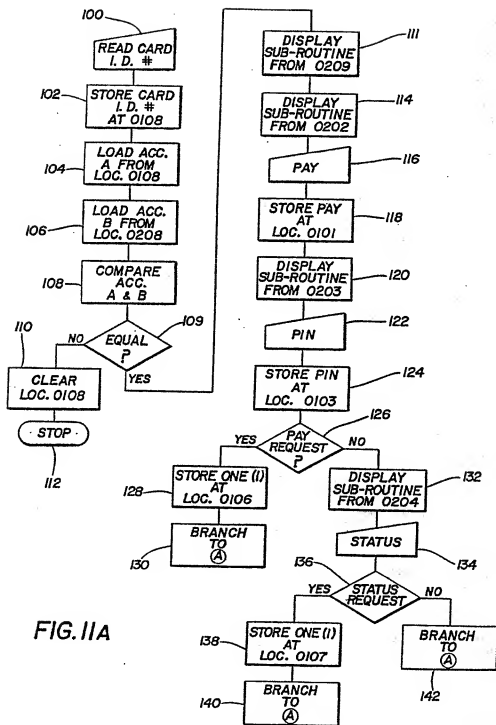 100
READ CARD
I.D. #
102
STORE CARD
I.D. #
AT 0108
104
LOAD ACC.
A FROM
LOC. 0108
106
LOAD ACC.
B FROM
LOC. 0208
108
COMPARE
ACC.
A & B
109
EQUAL
?
NO
YES
110
CLEAR
LOC. 0108
STOP
112
DISPLAY
SUB-ROUTINE
FROM 0209
111
DISPLAY
SUB-ROUTINE
FROM 0202
114
PAY
116
STORE PAY
AT
LOC. 0101
118
DISPLAY
SUB-ROUTINE
FROM 0203
120
PIN
122
STORE PIN
AT
LOC. 0103
124
126
PAY
REQUEST
?
YES
NO
128
STORE ONE (1)
AT
LOC. 0106
130
BRANCH
TO
A
DISPLAY
SUB-ROUTINE
FROM 0204
132
STATUS
134
136
STATUS
REQUEST
YES
NO
138
STORE ONE (1)
AT
LOC. 0107
140
BRANCH
TO
A
BRANCH
TO
A
142
FIG. 11A